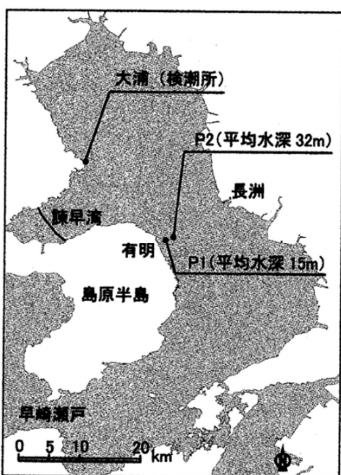 大浦（検潮所）
P2(平均水深 32m)
長洲
諫早湾
有明
P1(平均水深 15m)
島原半島
早崎瀬戸
0 5 10 20
km
N